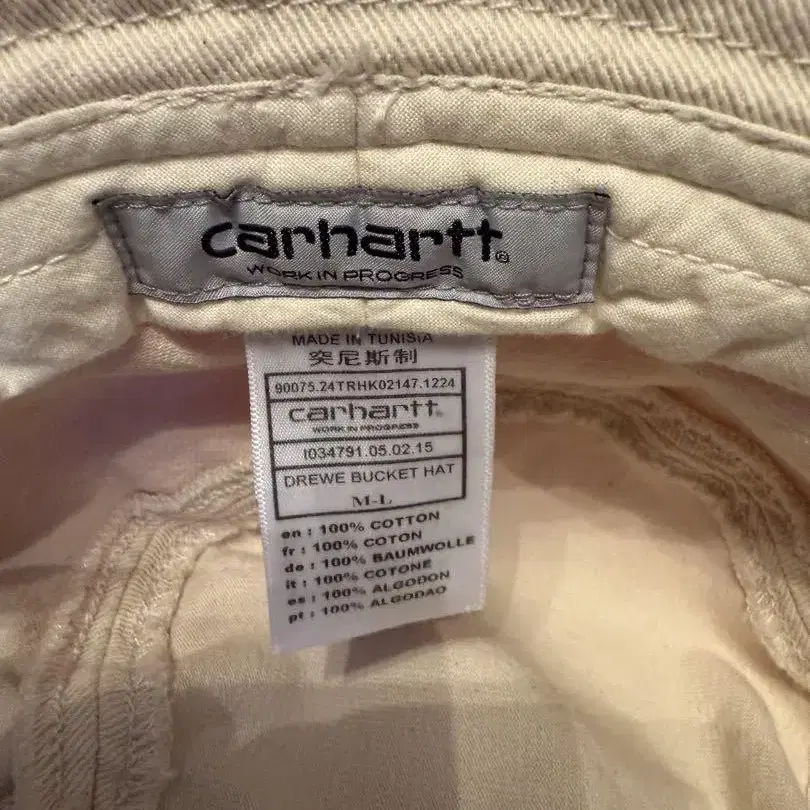 carhartt®
WORK IN PROGRESS
MADE IN TUNISIA
突尼斯制
90075.24TRHK02147.1224
carhartt®
WORK IN PROGRESS
I034791.05.02.15
DREWE BUCKET HAT
M-L
en : 100% COTTON
fr : 100% COTON
de : 100% BAUMWOLLE
it : 100% COTONE
es : 100% ALGODON
pt : 100% ALGODAO